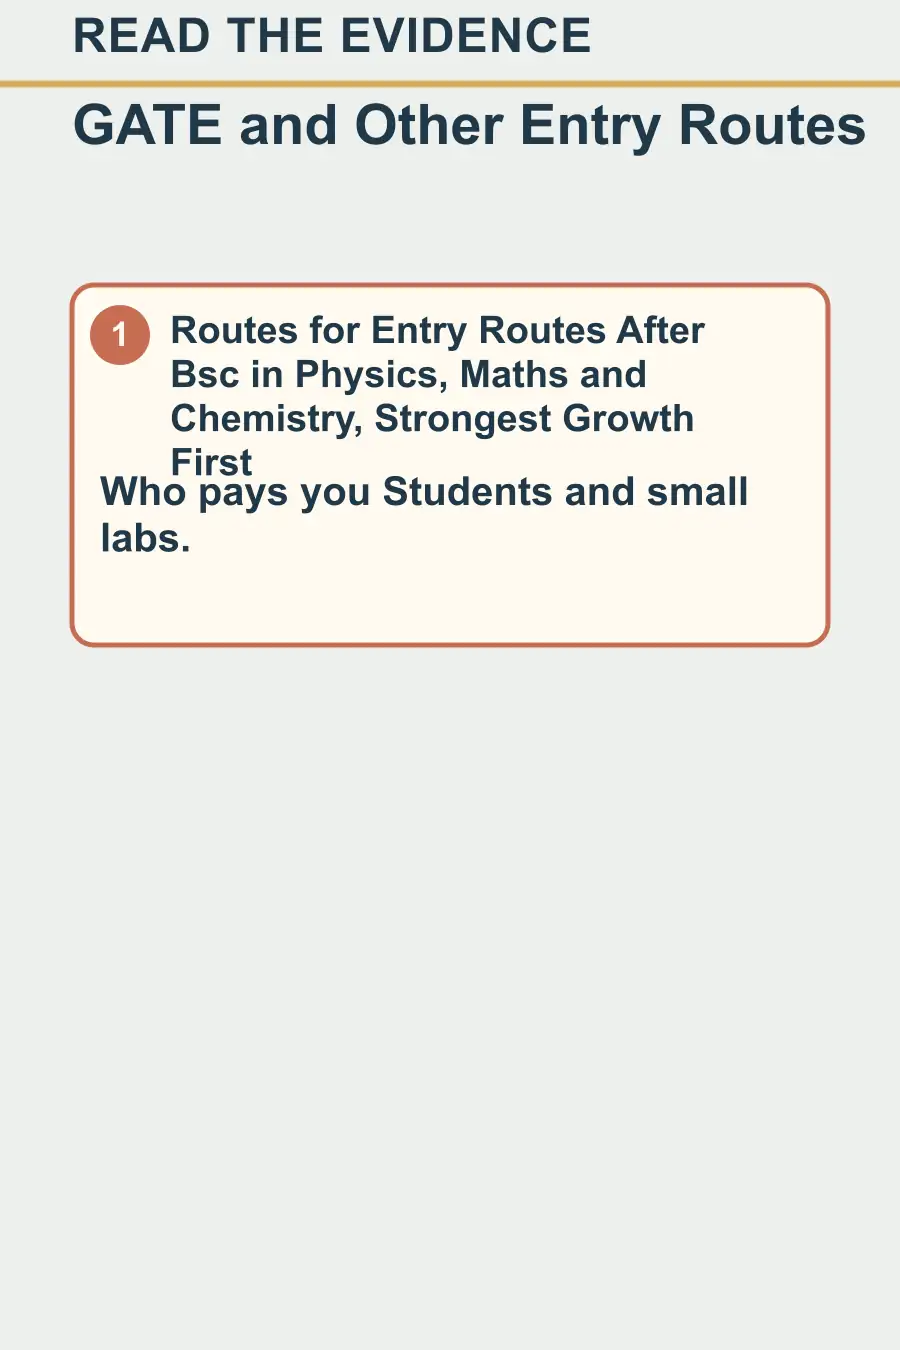 READ THE EVIDENCE
GATE and Other Entry Routes
1
Routes for Entry Routes After
Bsc in Physics, Maths and
Chemistry, Strongest Growth
First
Who pays you Students and small
labs.